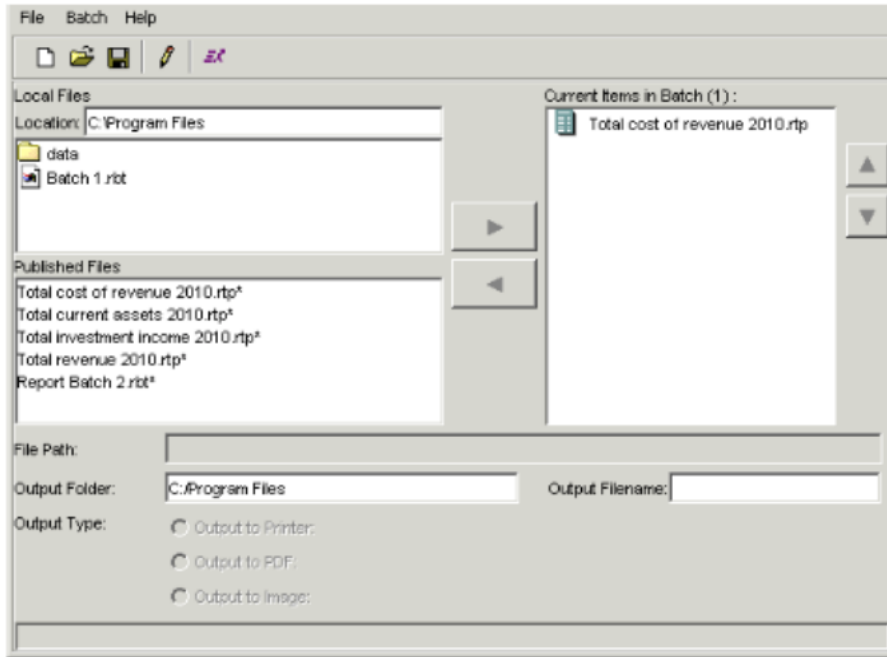 File Batch Help
Local Files
Location: C:\Program Files
data
Batch 1.rbt
Published Files
Total cost of revenue 2010.rtp*
Total current assets 2010.rtp*
Total investment income 2010.rtp*
Total revenue 2010.rtp*
Report Batch 2.rbt*
Current Items in Batch (1) :
Total cost of revenue 2010.rtp
File Path:
Output Folder: C:/Program Files
Output Filename:
Output Type:
Output to Printer:
Output to PDF:
Output to Image: